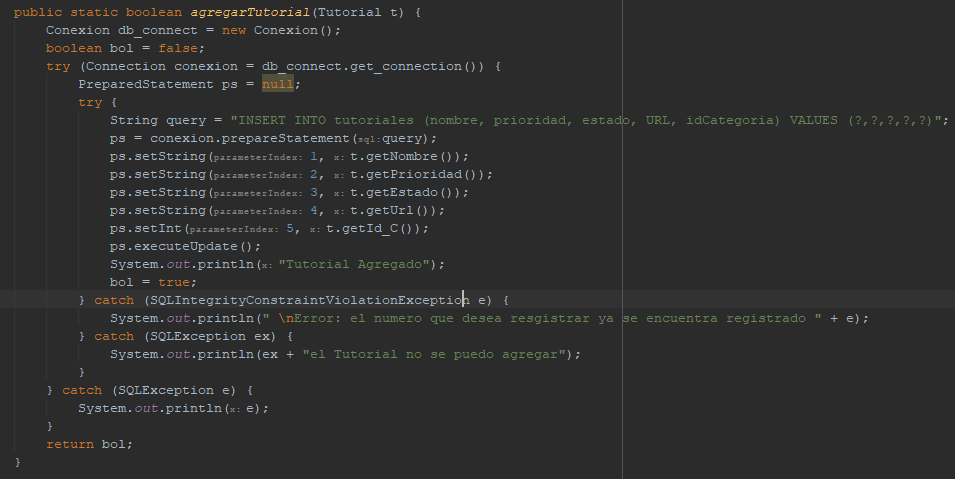 public static boolean agregarTutorial(Tutorial t) {
Conexion db_connect = new Conexion();
boolean bol = false;
try (Connection conexion = db_connect.get_connection()) {
PreparedStatement ps = null;
try {
String query = "INSERT INTO tutoriales (nombre, prioridad, estado, URL, idCategoria) VALUES (?,?,?,?,?)";
ps = conexion.prepareStatement(sql:query);
ps.setString(parameterIndex: 1, x: t.getNombre());
ps.setString(parameterIndex: 2, x: t.getPrioridad());
ps.setString(parameterIndex: 3, x: t.getEstado());
ps.setString(parameterIndex: 4, x: t.getUrl());
ps.setInt(parameterIndex: 5, x: t.getId_C());
ps.executeUpdate();
System.out.println(x: "Tutorial Agregado");
bol = true;
} catch (SQLIntegrityConstraintViolationException e) {
System.out.println(" \nError: el numero que desea resgistrar ya se encuentra registrado " + e);
} catch (SQLException ex) {
System.out.println(ex + "el Tutorial no se puedo agregar");
}
} catch (SQLException e) {
System.out.println(x: e);
}
return bol;
}